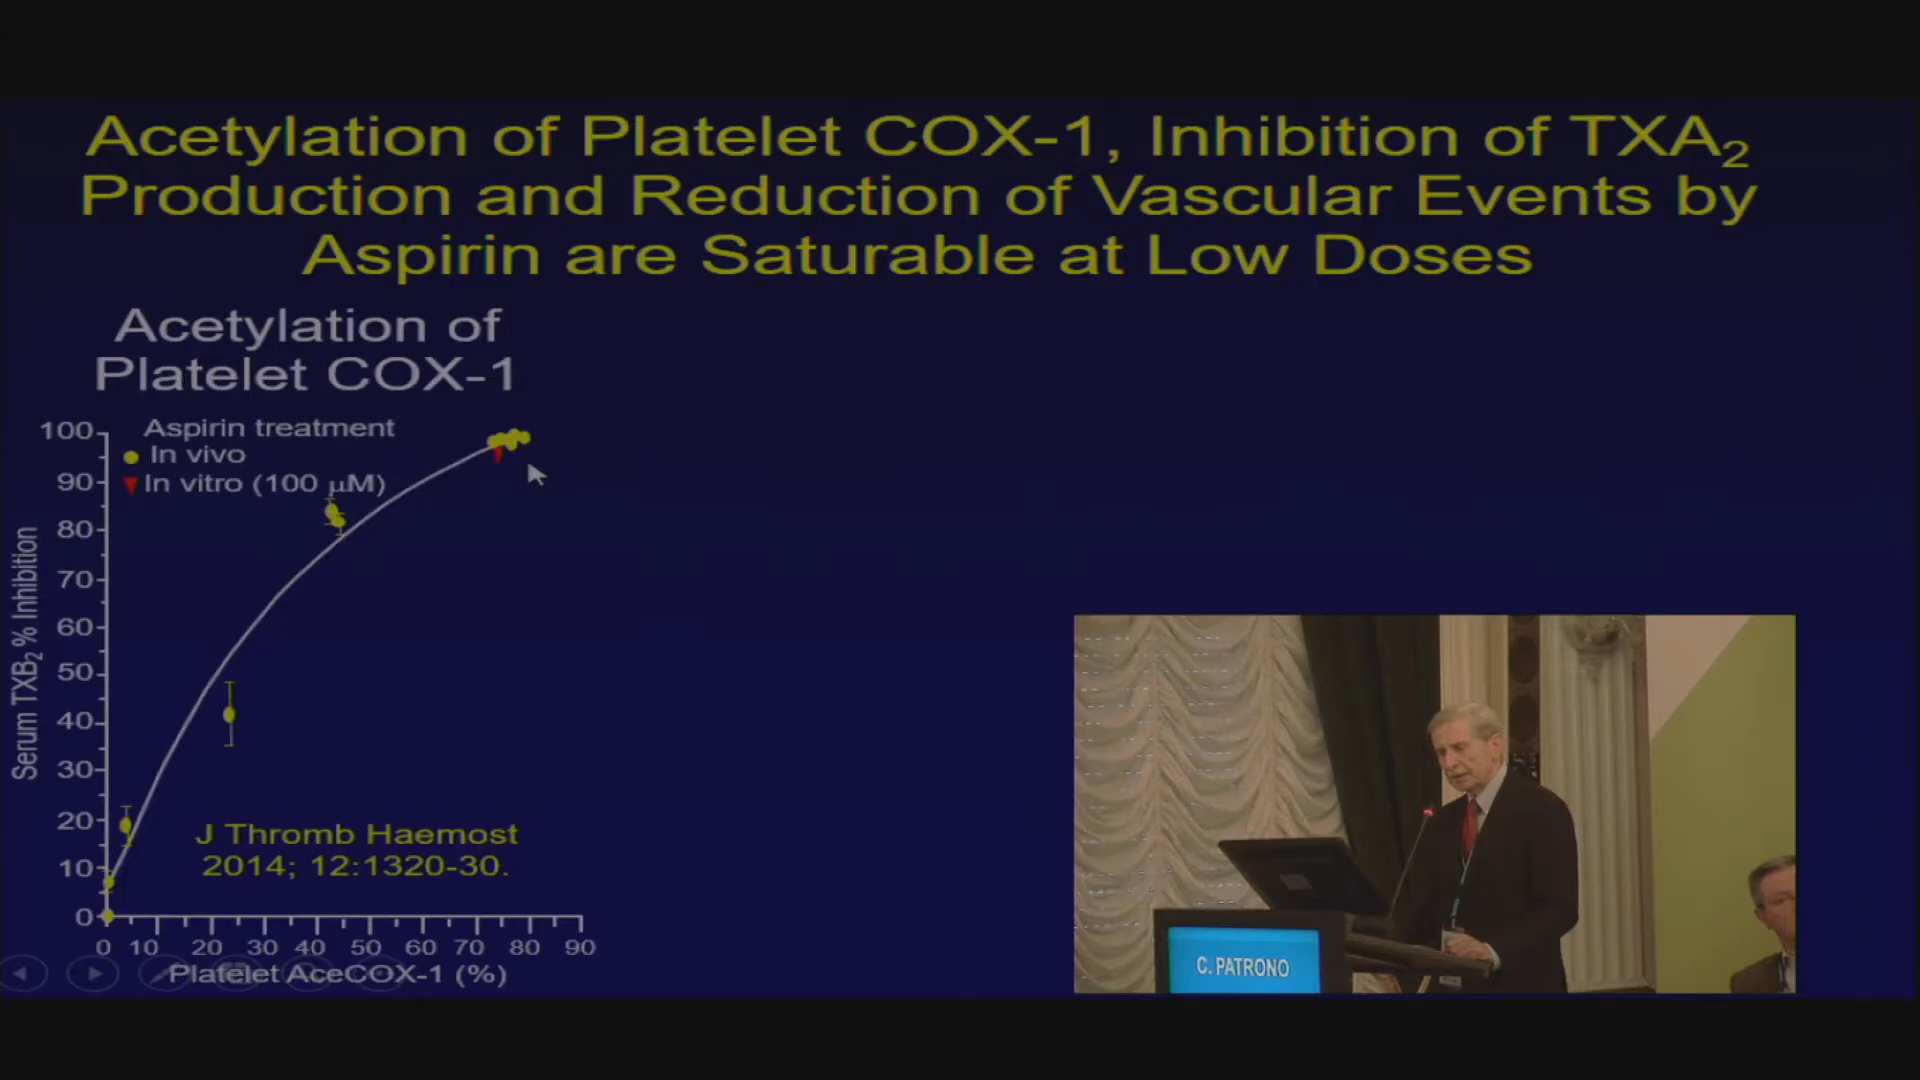 Acetylation of Platelet COX-1, Inhibition of TXA₂
Production and Reduction of Vascular Events by
Aspirin are Saturable at Low Doses
Acetylation of
Platelet COX-1
Aspirin treatment
In vivo
In vitro (100 µM)
100
90
80
70
60
50
40
30
20
10
0
Serum TXB₂ % Inhibition
J Thromb Haemost
2014; 12:1320-30.
0 10 20 30 40 50 60 70 80 90
Platelet AceCOX-1 (%)
C. PATRONO